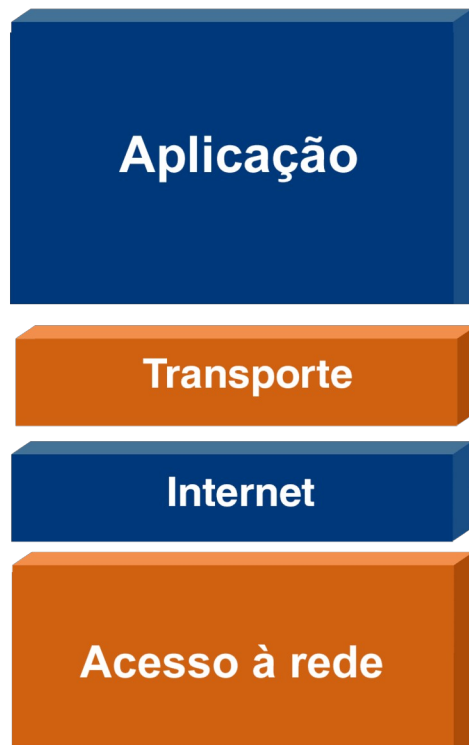 Aplicação
Transporte
Internet
Acesso à rede